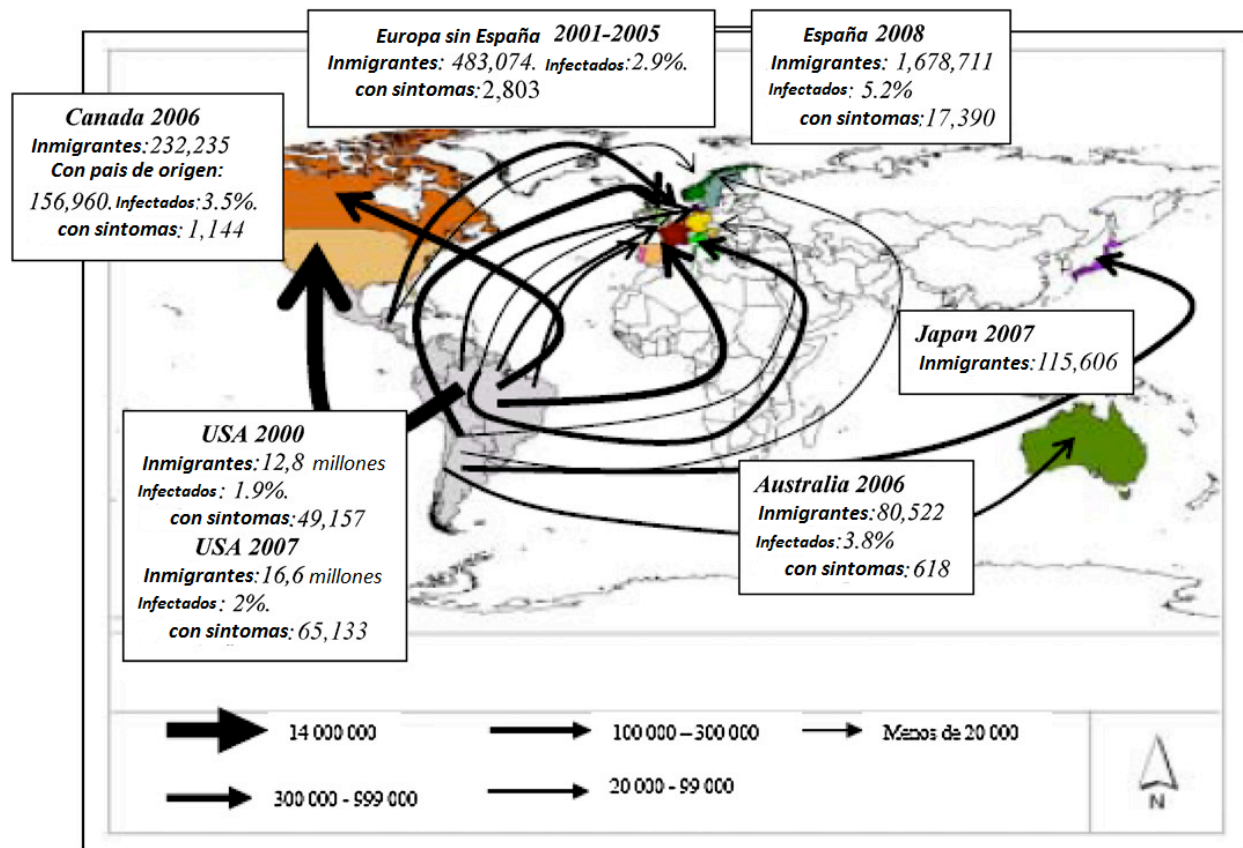 Europa sin España 2001-2005
Inmigrantes: 483,074. Infectados:2.9%.
con sintomas:2,803
España 2008
Inmigrantes: 1,678,711
Infectados: 5.2%
con sintomas:17,390
Canada 2006
Inmigrantes:232,235
Con pais de origen:
156,960. Infectados:3.5%.
con sintomas:1,144
Japan 2007
Inmigrantes:115,606
USA 2000
Inmigrantes:12,8 millones
Infectados: 1.9%.
con sintomas:49,157
USA 2007
Inmigrantes:16,6 millones
Infectados: 2%.
con sintomas:65,133
Australia 2006
Inmigrantes:80,522
Infectados:3.8%
con sintomas:618
14 000 000
100 000 – 300 000
Menos de 20 000
300 000 - 999 000
20 000 - 99 000
N